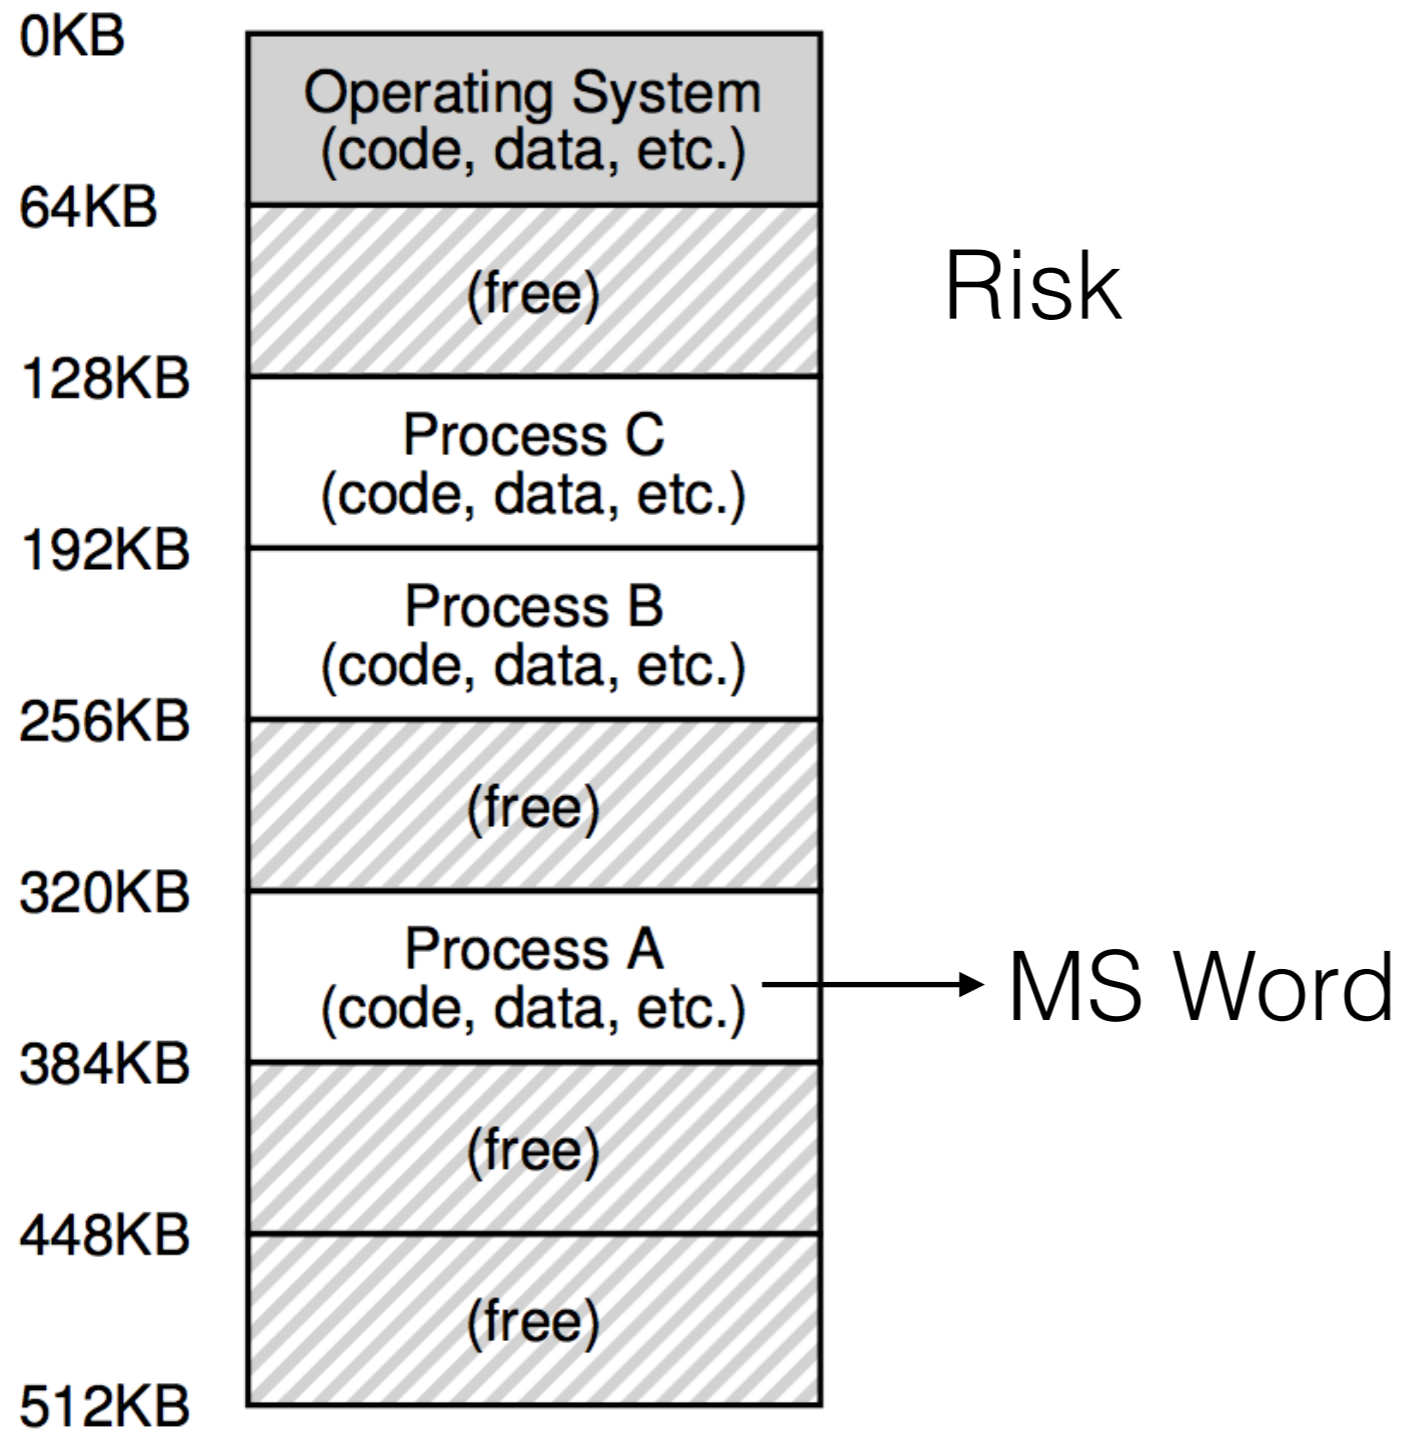 0KB
Operating System
(code, data, etc.)
64KB
(free)
Risk
128KB
Process C
(code, data, etc.)
192KB
Process B
(code, data, etc.)
256KB
(free)
320KB
Process A
(code, data, etc.)
MS Word
384KB
(free)
448KB
(free)
512KB